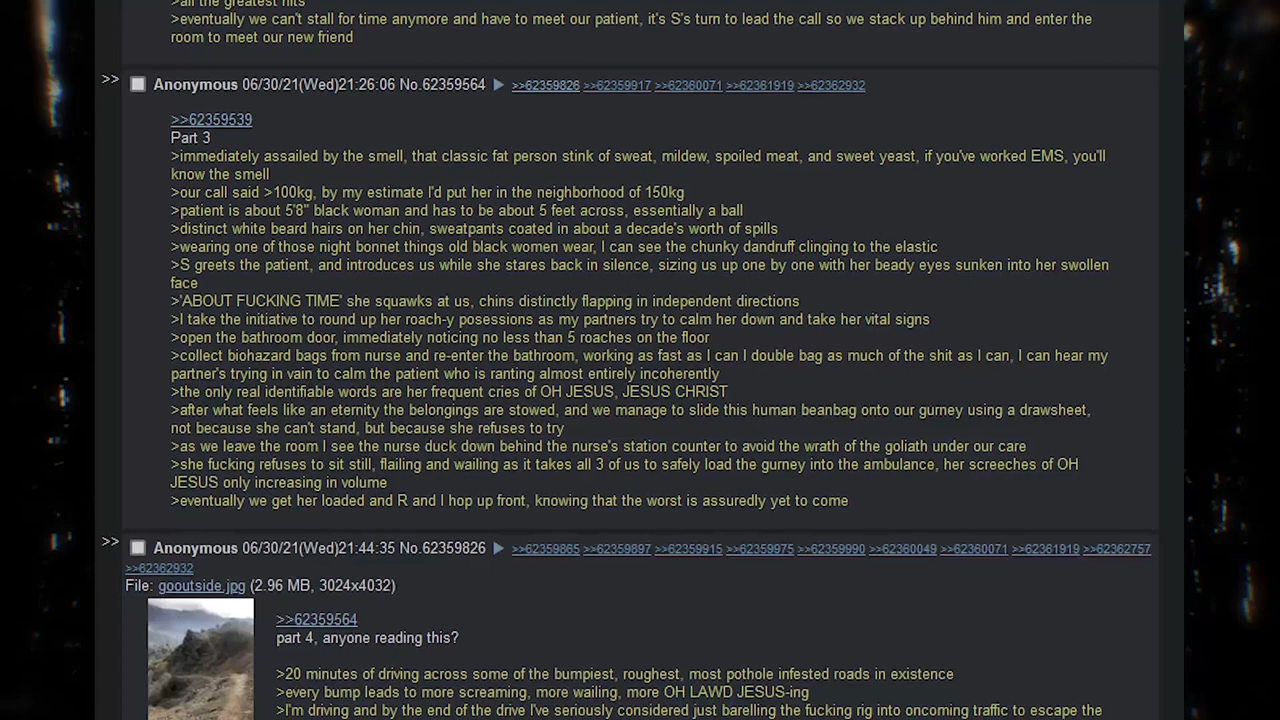 >all the greatest hits
>eventually we can't stall for time anymore and have to meet our patient, it's S's turn to lead the call so we stack up behind him and enter the
room to meet our new friend
>> Anonymous 06/30/21(Wed)21:26:06 No.62359564 ▶ >>62359826 >>62359917 >>62360071 >>62361919 >>62362932
>>62359539
Part 3
>immediately assailed by the smell, that classic fat person stink of sweat, mildew, spoiled meat, and sweet yeast, if you've worked EMS, you'll
know the smell
>our call said >100kg, by my estimate I'd put her in the neighborhood of 150kg
>patient is about 5'8" black woman and has to be about 5 feet across, essentially a ball
>distinct white beard hairs on her chin, sweatpants coated in about a decade's worth of spills
>wearing one of those night bonnet things old black women wear, I can see the chunky dandruff clinging to the elastic
>S greets the patient, and introduces us while she stares back in silence, sizing us up one by one with her beady eyes sunken into her swollen
face
>'ABOUT FUCKING TIME' she squawks at us, chins distinctly flapping in independent directions
>I take the initiative to round up her roach-y posessions as my partners try to calm her down and take her vital signs
>open the bathroom door, immediately noticing no less than 5 roaches on the floor
>collect biohazard bags from nurse and re-enter the bathroom, working as fast as I can I double bag as much of the shit as I can, I can hear my
partner's trying in vain to calm the patient who is ranting almost entirely incoherently
>the only real identifiable words are her frequent cries of OH JESUS, JESUS CHRIST
>after what feels like an eternity the belongings are stowed, and we manage to slide this human beanbag onto our gurney using a drawsheet,
not because she can't stand, but because she refuses to try
>as we leave the room I see the nurse duck down behind the nurse's station counter to avoid the wrath of the goliath under our care
>she fucking refuses to sit still, flailing and wailing as it takes all 3 of us to safely load the gurney into the ambulance, her screeches of OH
JESUS only increasing in volume
>eventually we get her loaded and R and I hop up front, knowing that the worst is assuredly yet to come
>> Anonymous 06/30/21(Wed)21:44:35 No.62359826 ▶ >>62359865 >>62359897 >>62359915 >>62359975 >>62359990 >>62360049 >>62360071 >>62361919 >>62362757
>>62362932
File: gooutside.jpg (2.96 MB, 3024x4032)
>>62359564
part 4, anyone reading this?
>20 minutes of driving across some of the bumpiest, roughest, most pothole infested roads in existence
>every bump leads to more screaming, more wailing, more OH LAWD JESUS-ing
>I'm driving and by the end of the drive I've seriously considered just barelling the fucking rig into oncoming traffic to escape the